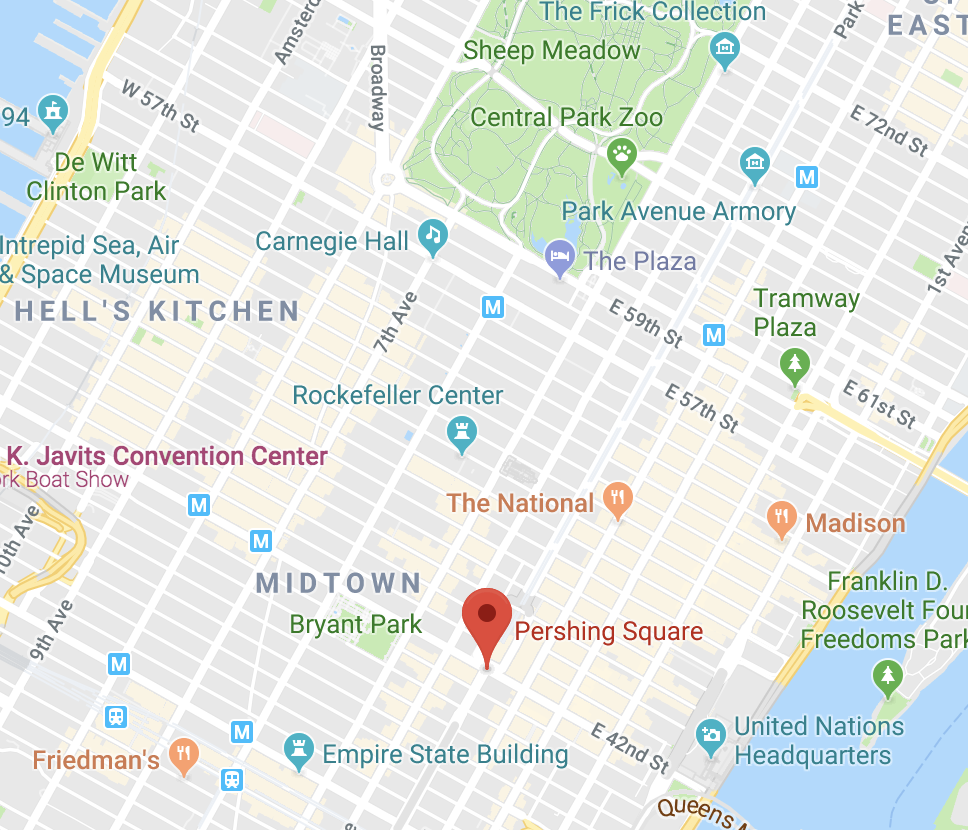 The Frick Collection
EAST
Park
Amsterd
Broadway
Sheep Meadow
W 57th St
94
Central Park Zoo
E 72nd St
De Witt
Clinton Park
M
Park Avenue Armory
Intrepid Sea, Air
& Space Museum
Carnegie Hall
The Plaza
1st Aven
HELL'S KITCHEN
7th Ave
M
E 59th St
M
Tramway
Plaza
Rockefeller Center
E 57th St
E 61st St
K. Javits Convention Center
rk Boat Show
M
The National
Madison
10th Ave
M
MIDTOWN
Bryant Park
Pershing Square
Franklin D.
Roosevelt Four
Freedoms Park
9th Ave
M
M
Friedman's
Empire State Building
E 42nd St
United Nations
Headquarters
Queens